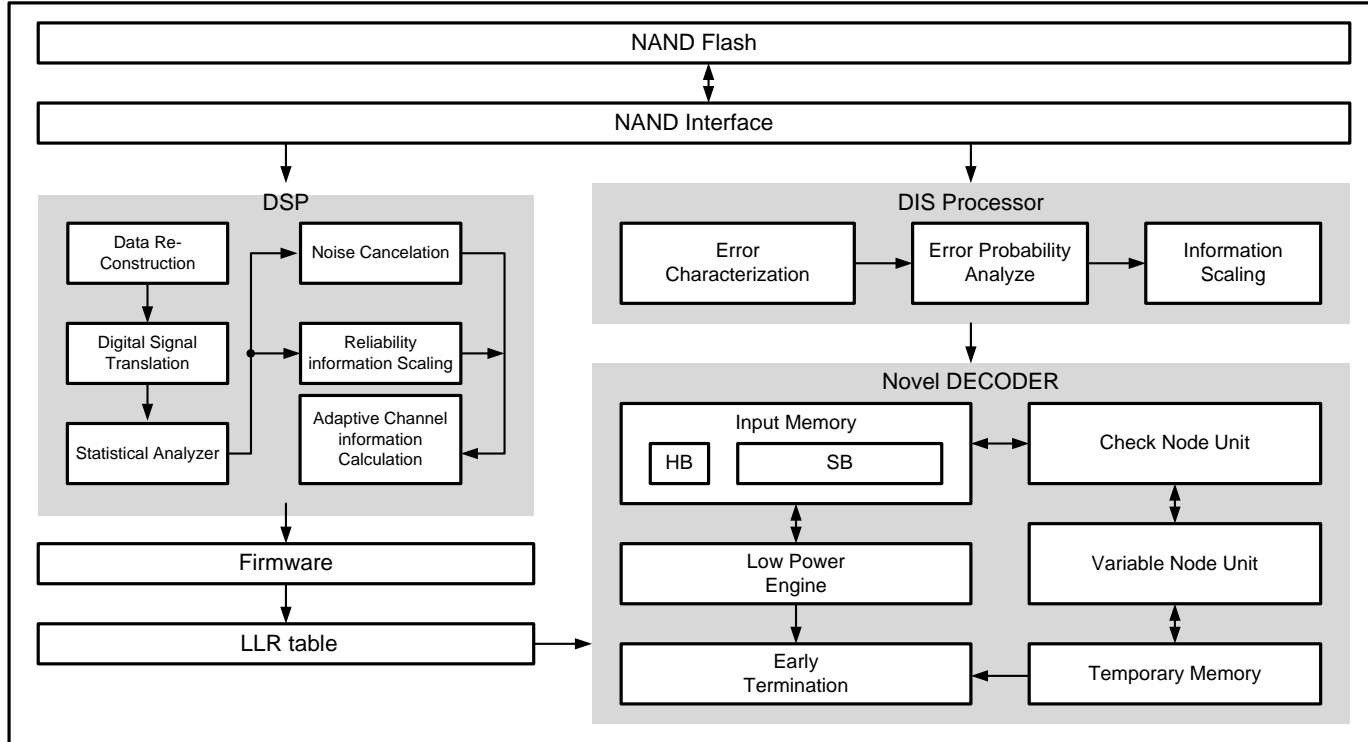 NAND Flash
NAND Interface
DSP
Data Re-
Construction
Noise Cancelation
Digital Signal
Translation
Reliability
information Scaling
Statistical Analyzer
Adaptive Channel
information
Calculation
Firmware
LLR table
DIS Processor
Error
Characterization
Error Probability
Analyze
Information
Scaling
Novel DECODER
Input Memory
HB
SB
Check Node Unit
Low Power
Engine
Variable Node Unit
Early
Termination
Temporary Memory